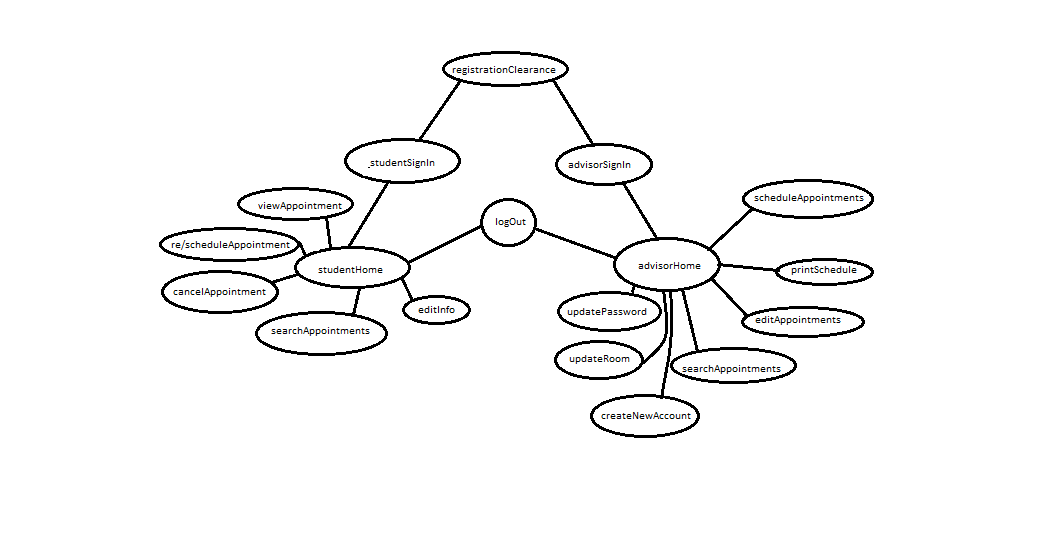 registrationClearance
studentSignIn
advisorSignIn
viewAppointment
scheduleAppointments
logOut
re/scheduleAppointment
studentHome
advisorHome
printSchedule
cancelAppointment
editInfo
updatePassword
editAppointments
searchAppointments
updateRoom
searchAppointments
createNewAccount